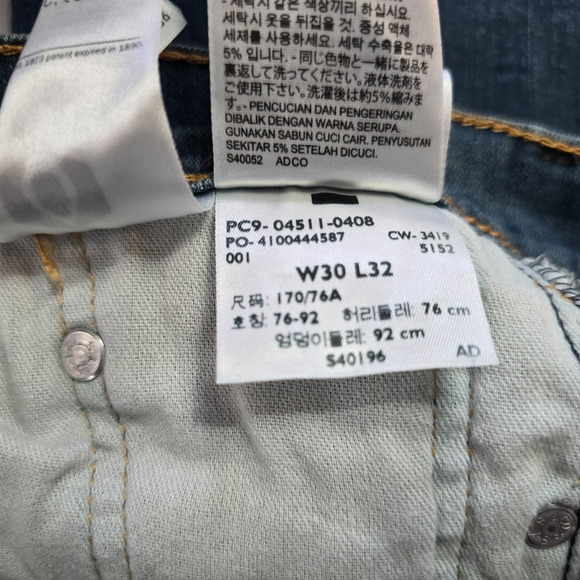 1873 patent expired in 1890.
- 세탁시 같은 색상끼리 하십시요.
세탁시 옷을 뒤집을 것. 중성 액체
세제를 사용하세요. 세탁 수축율은 대략
5% 입니다. - 同じ色物と一緒に製品を
裏返して洗ってください。液体洗剤を
ご使用下さい。洗濯後は約5%縮みま
す。- PENCUCIAN DAN PENGERINGAN
DIBALIK DENGAN WARNA SERUPA.
GUNAKAN SABUN CUCI CAIR. PENYUSUTAN
SEKITAR 5% SETELAH DICUCI.
S40052 ADCO
PC9- 04511-0408
PO- 4100444587 CW- 3419
001 5152
W30 L32
尺码: 170/76A
호칭: 76-92 허리둘레: 76 cm
엉덩이둘레: 92 cm
S40196 AD